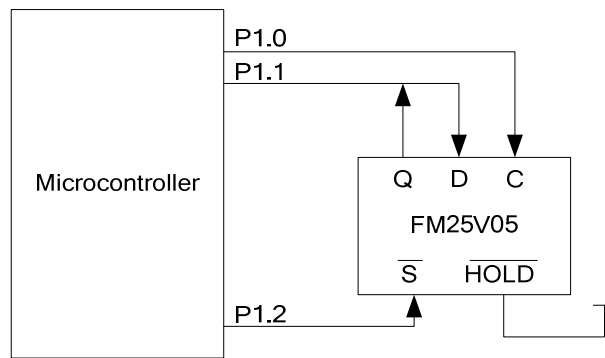 P1.0
P1.1
Microcontroller
Q D C
FM25V05
S HOLD
P1.2